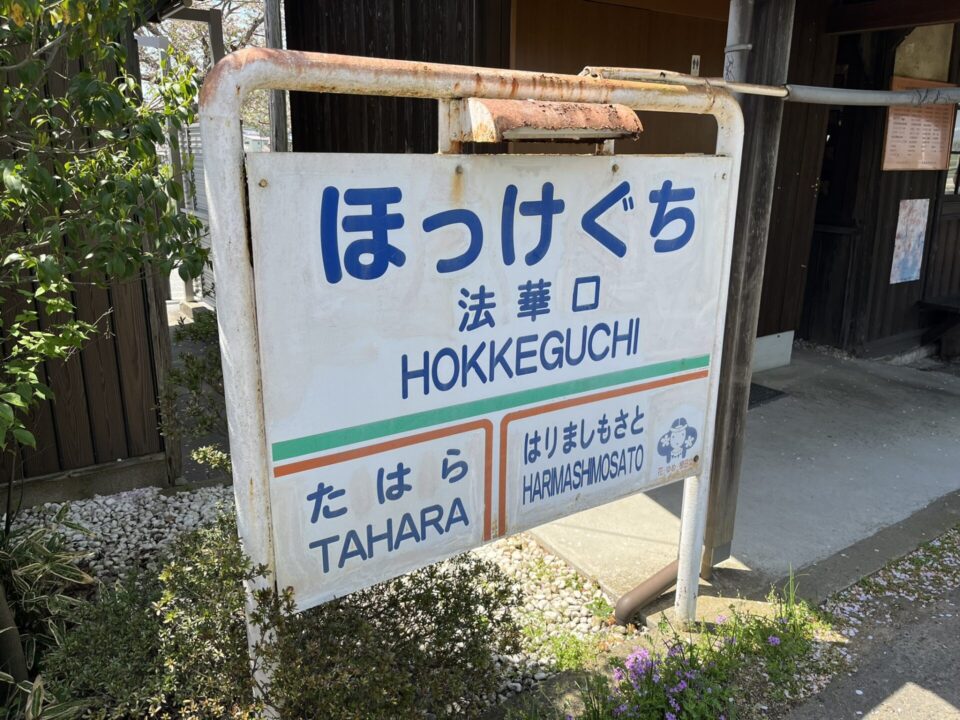 ほっけぐち
法華口
HOKKEGUCHI
たはら
TAHARA
はりましもさと
HARIMASHIMOSATO